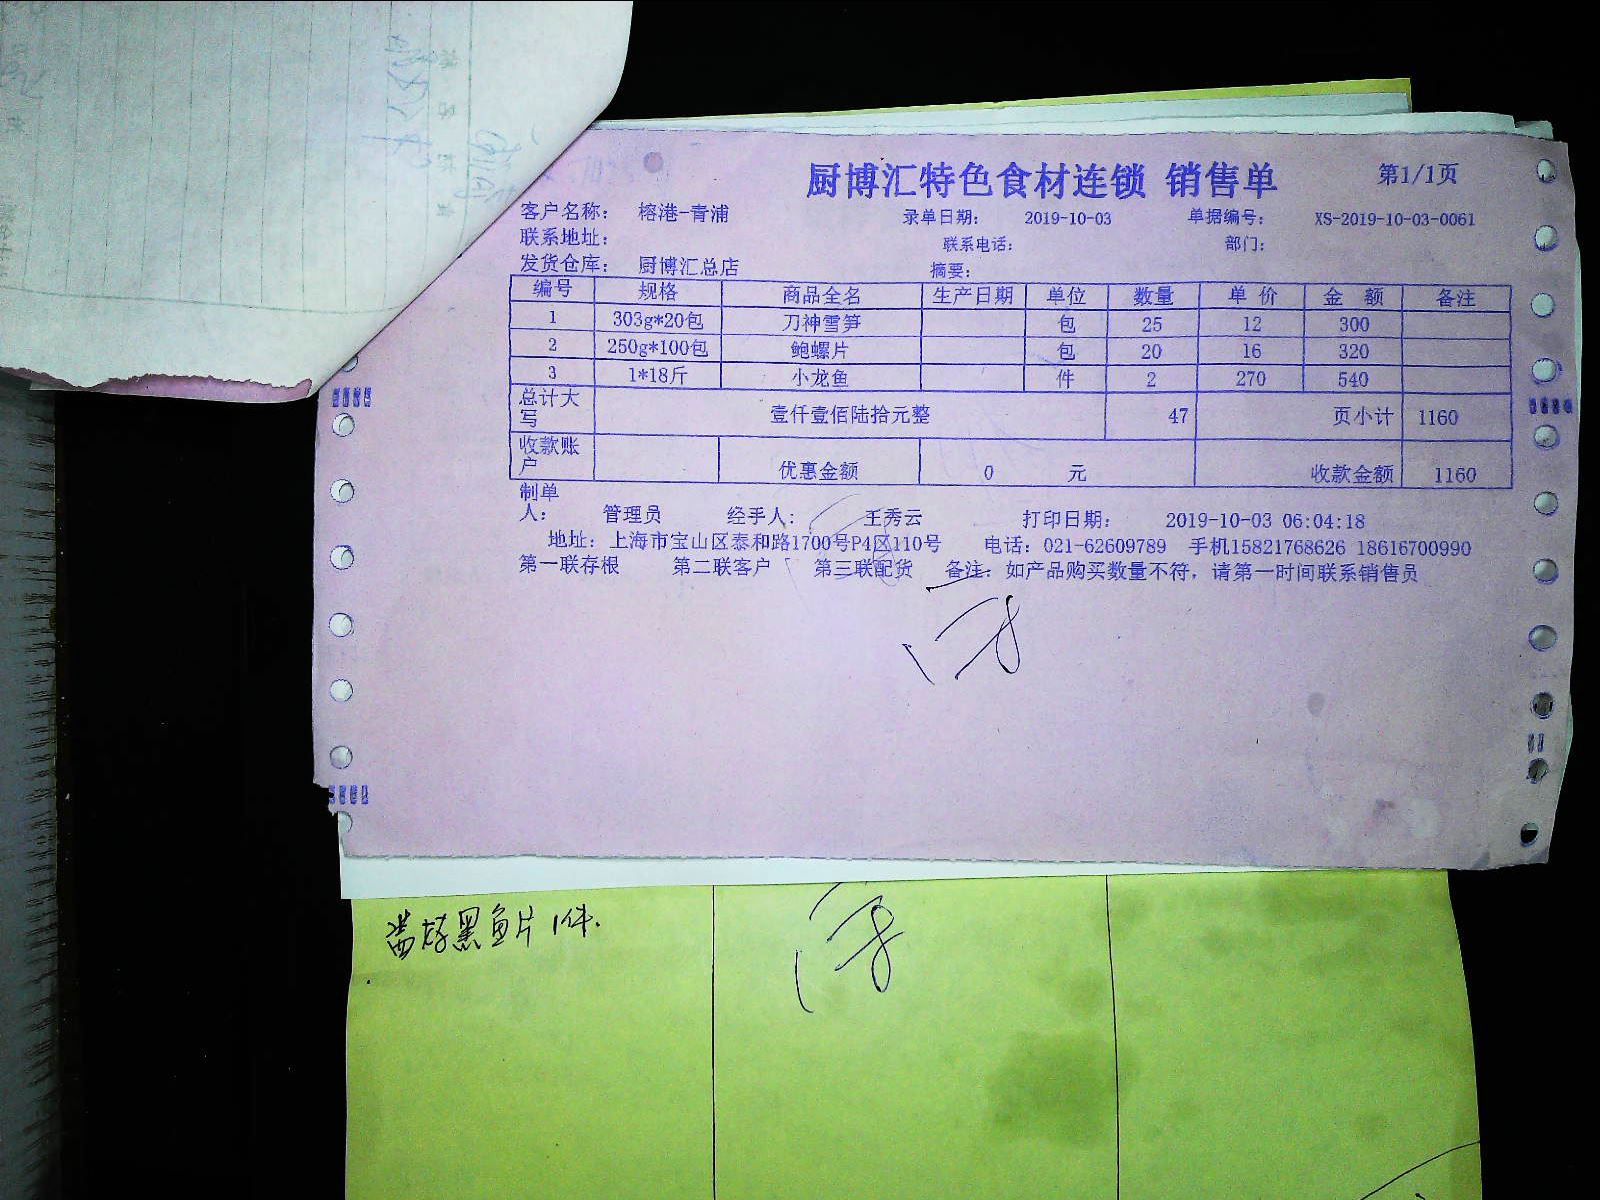 厨博汇特色食材连锁 销售单 第1/1页
客户名称： 榕港-青浦 录单日期： 2019-10-03 单据编号： XS-2019-10-03-0061
联系地址： 联系电话： 部门：
发货仓库： 厨博汇总店 摘要：
编号 规格 商品全名 生产日期 单位 数量 单 价 金 额 备注
1 303g*20包 刀神雪笋 包 25 12 300
2 250g*100包 鲍螺片 包 20 16 320
3 1*18斤 小龙鱼 件 2 270 540
总计大写 壹仟壹佰陆拾元整 47 页小计 1160
收款账户 优惠金额 0 元 收款金额 1160
制单人： 管理员 经手人： 王秀云 打印日期： 2019-10-03 06:04:18
地址：上海市宝山区泰和路1700号P4区110号 电话：021-62609789 手机15821768626 18616700990
第一联存根 第二联客户 第三联配货 备注：如产品购买数量不符，请第一时间联系销售员
黑鱼片1件.